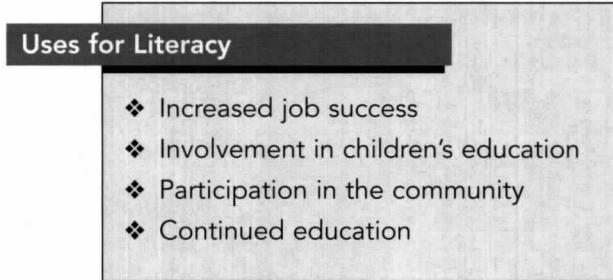 Uses for Literacy
❖ Increased job success
❖ Involvement in children's education
❖ Participation in the community
❖ Continued education